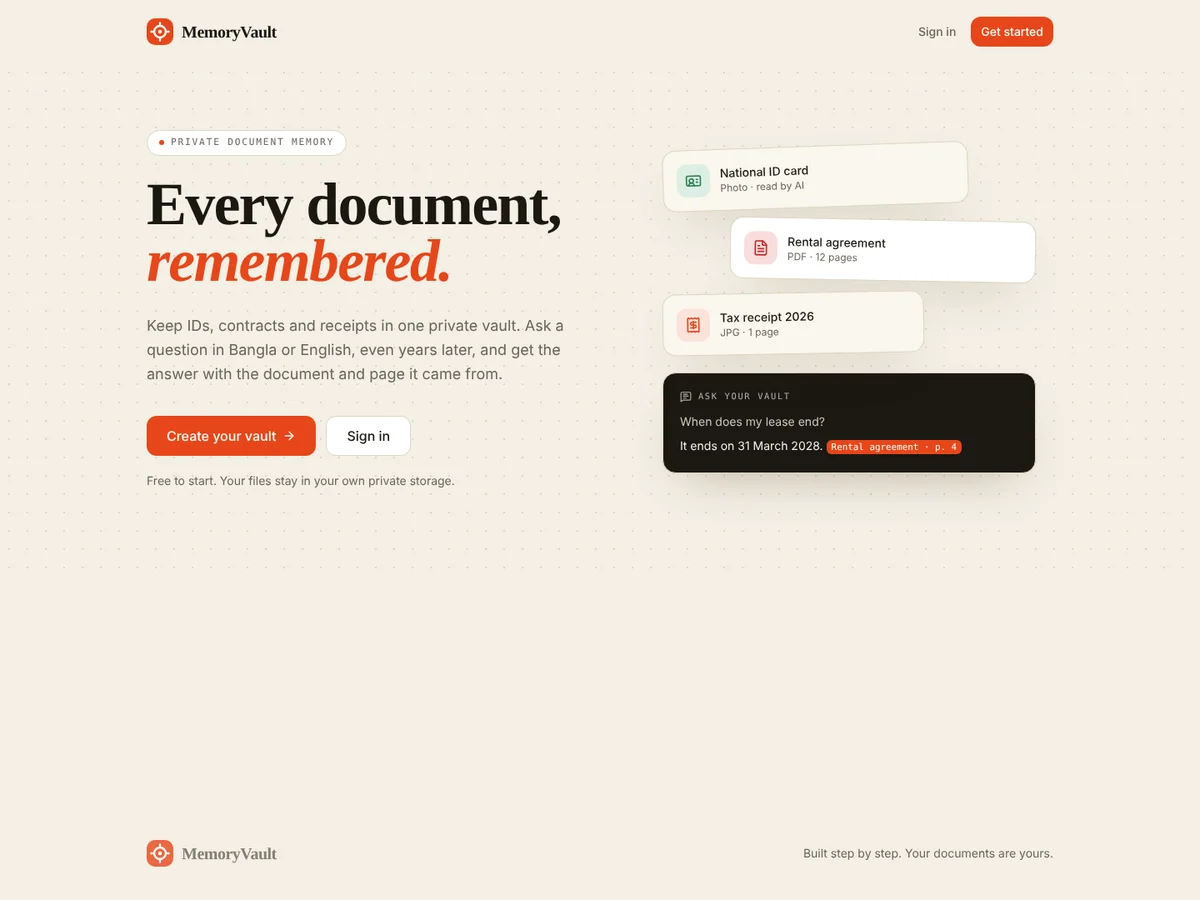 MemoryVault
Sign in
Get started
PRIVATE DOCUMENT MEMORY
Every document,
remembered.
Keep IDs, contracts and receipts in one private vault. Ask a
question in Bangla or English, even years later, and get the
answer with the document and page it came from.
Create your vault →
Sign in
Free to start. Your files stay in your own private storage.
National ID card
Photo · read by AI
Rental agreement
PDF · 12 pages
Tax receipt 2026
JPG · 1 page
ASK YOUR VAULT
When does my lease end?
It ends on 31 March 2028. Rental agreement · p. 4
MemoryVault
Built step by step. Your documents are yours.